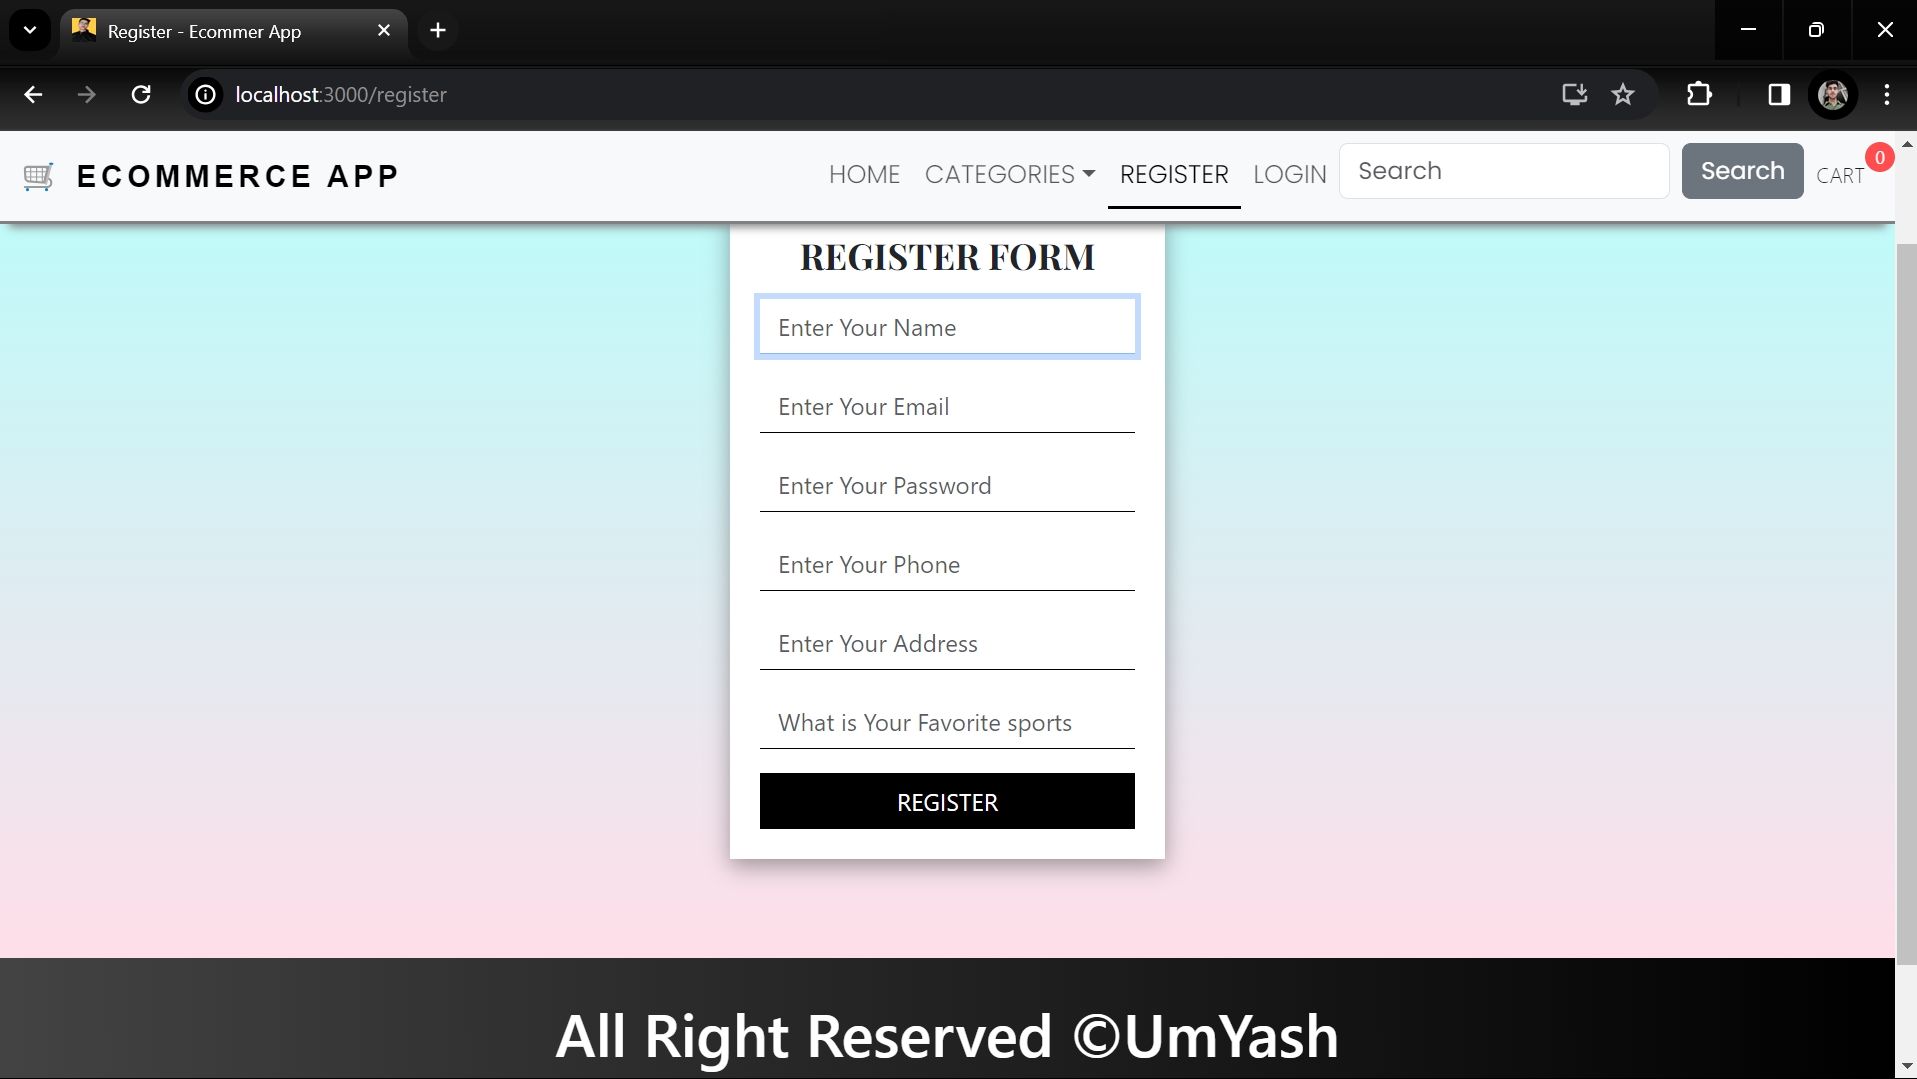 Register - Ecommer App
localhost:3000/register
🛒 ECOMMERCE APP
HOME CATEGORIES REGISTER LOGIN Search Search CART 0
REGISTER FORM
Enter Your Name
Enter Your Email
Enter Your Password
Enter Your Phone
Enter Your Address
What is Your Favorite sports
REGISTER
All Right Reserved ©UmYash